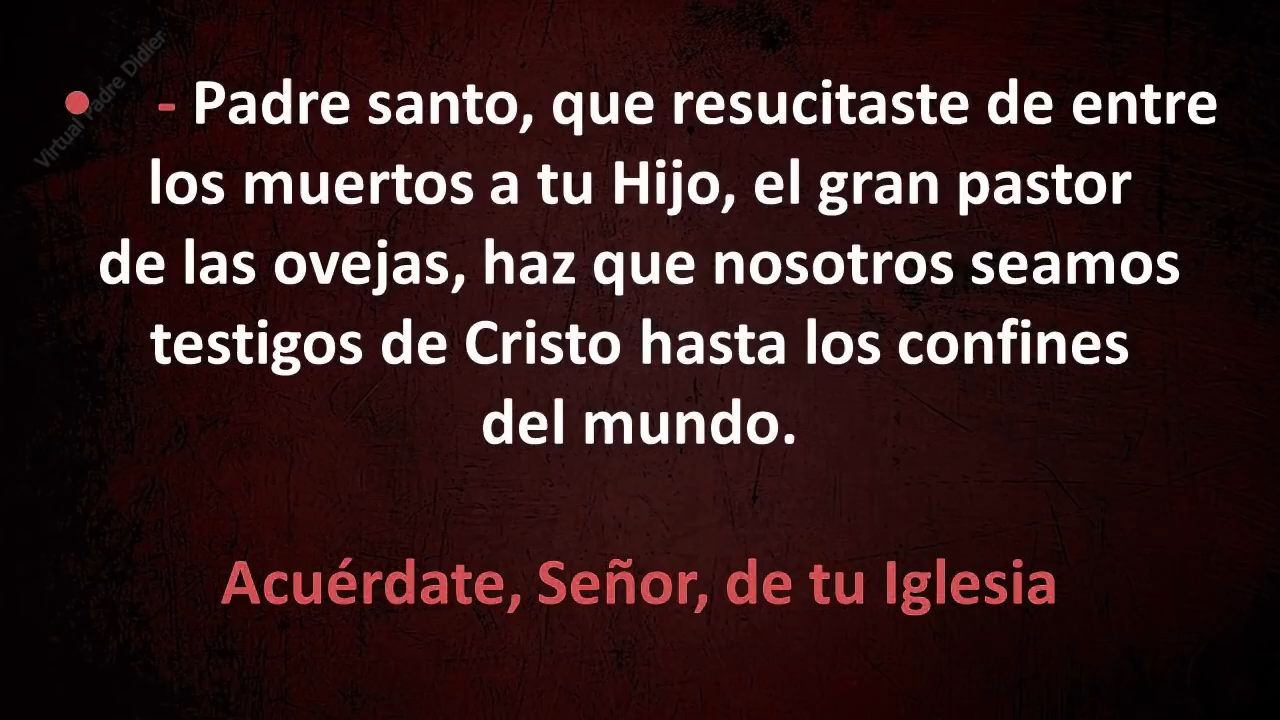 Virtual Padre Didier
• - Padre santo, que resucitaste de entre
los muertos a tu Hijo, el gran pastor
de las ovejas, haz que nosotros seamos
testigos de Cristo hasta los confines
del mundo.
Acuérdate, Señor, de tu Iglesia